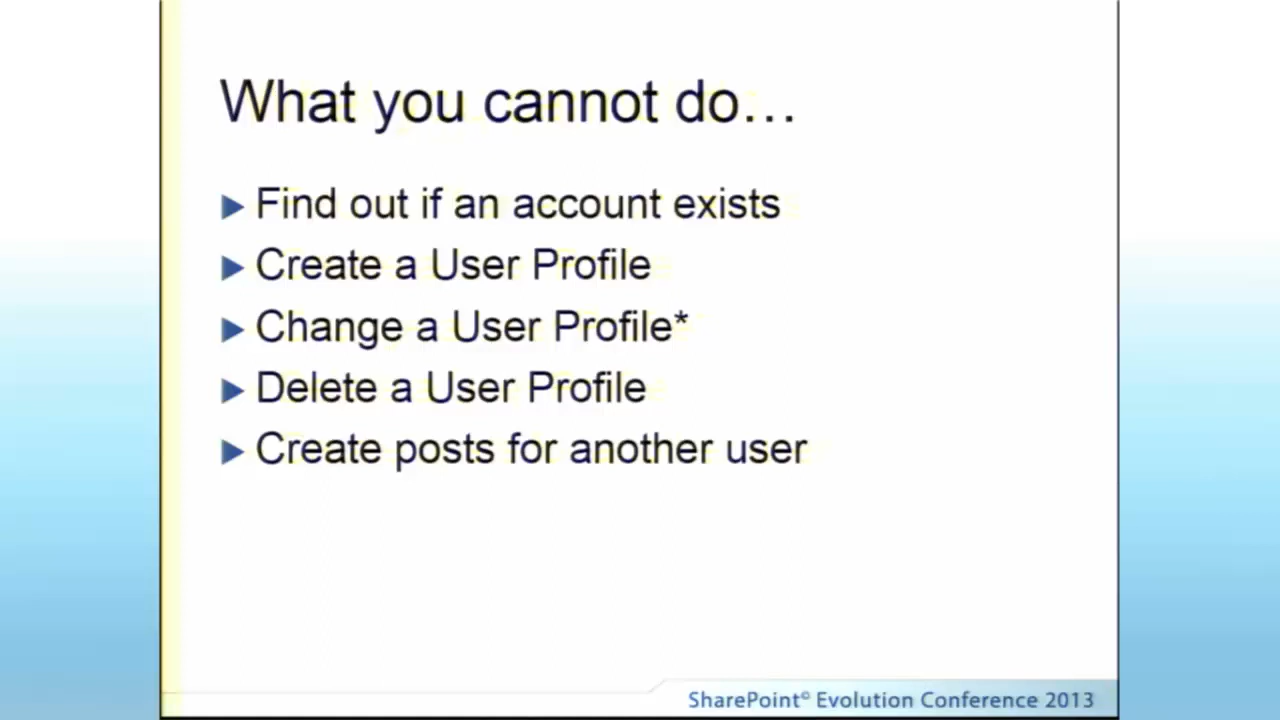 What you cannot do…
Find out if an account exists
Create a User Profile
Change a User Profile*
Delete a User Profile
Create posts for another user
SharePoint© Evolution Conference 2013